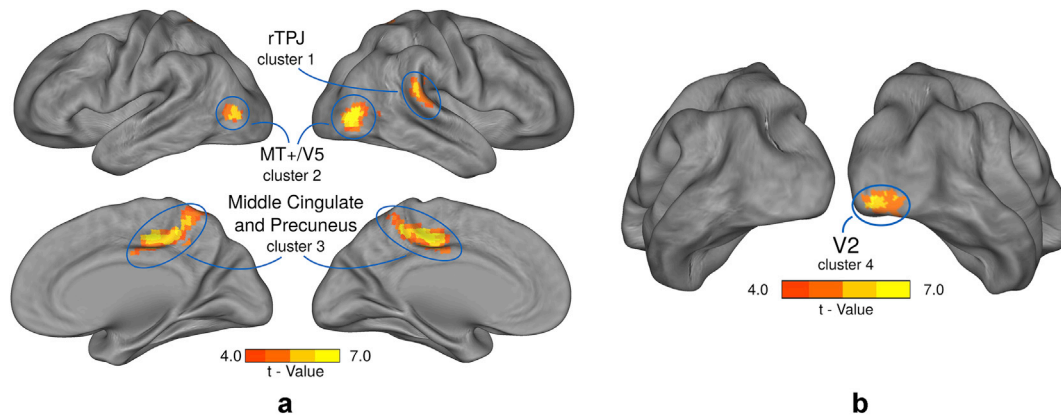 rTPJ
cluster 1
MT+/V5
cluster 2
Middle Cingulate
and Precuneus
cluster 3
4.0 7.0
t - Value
a
b
V2
cluster 4
4.0 7.0
t - Value